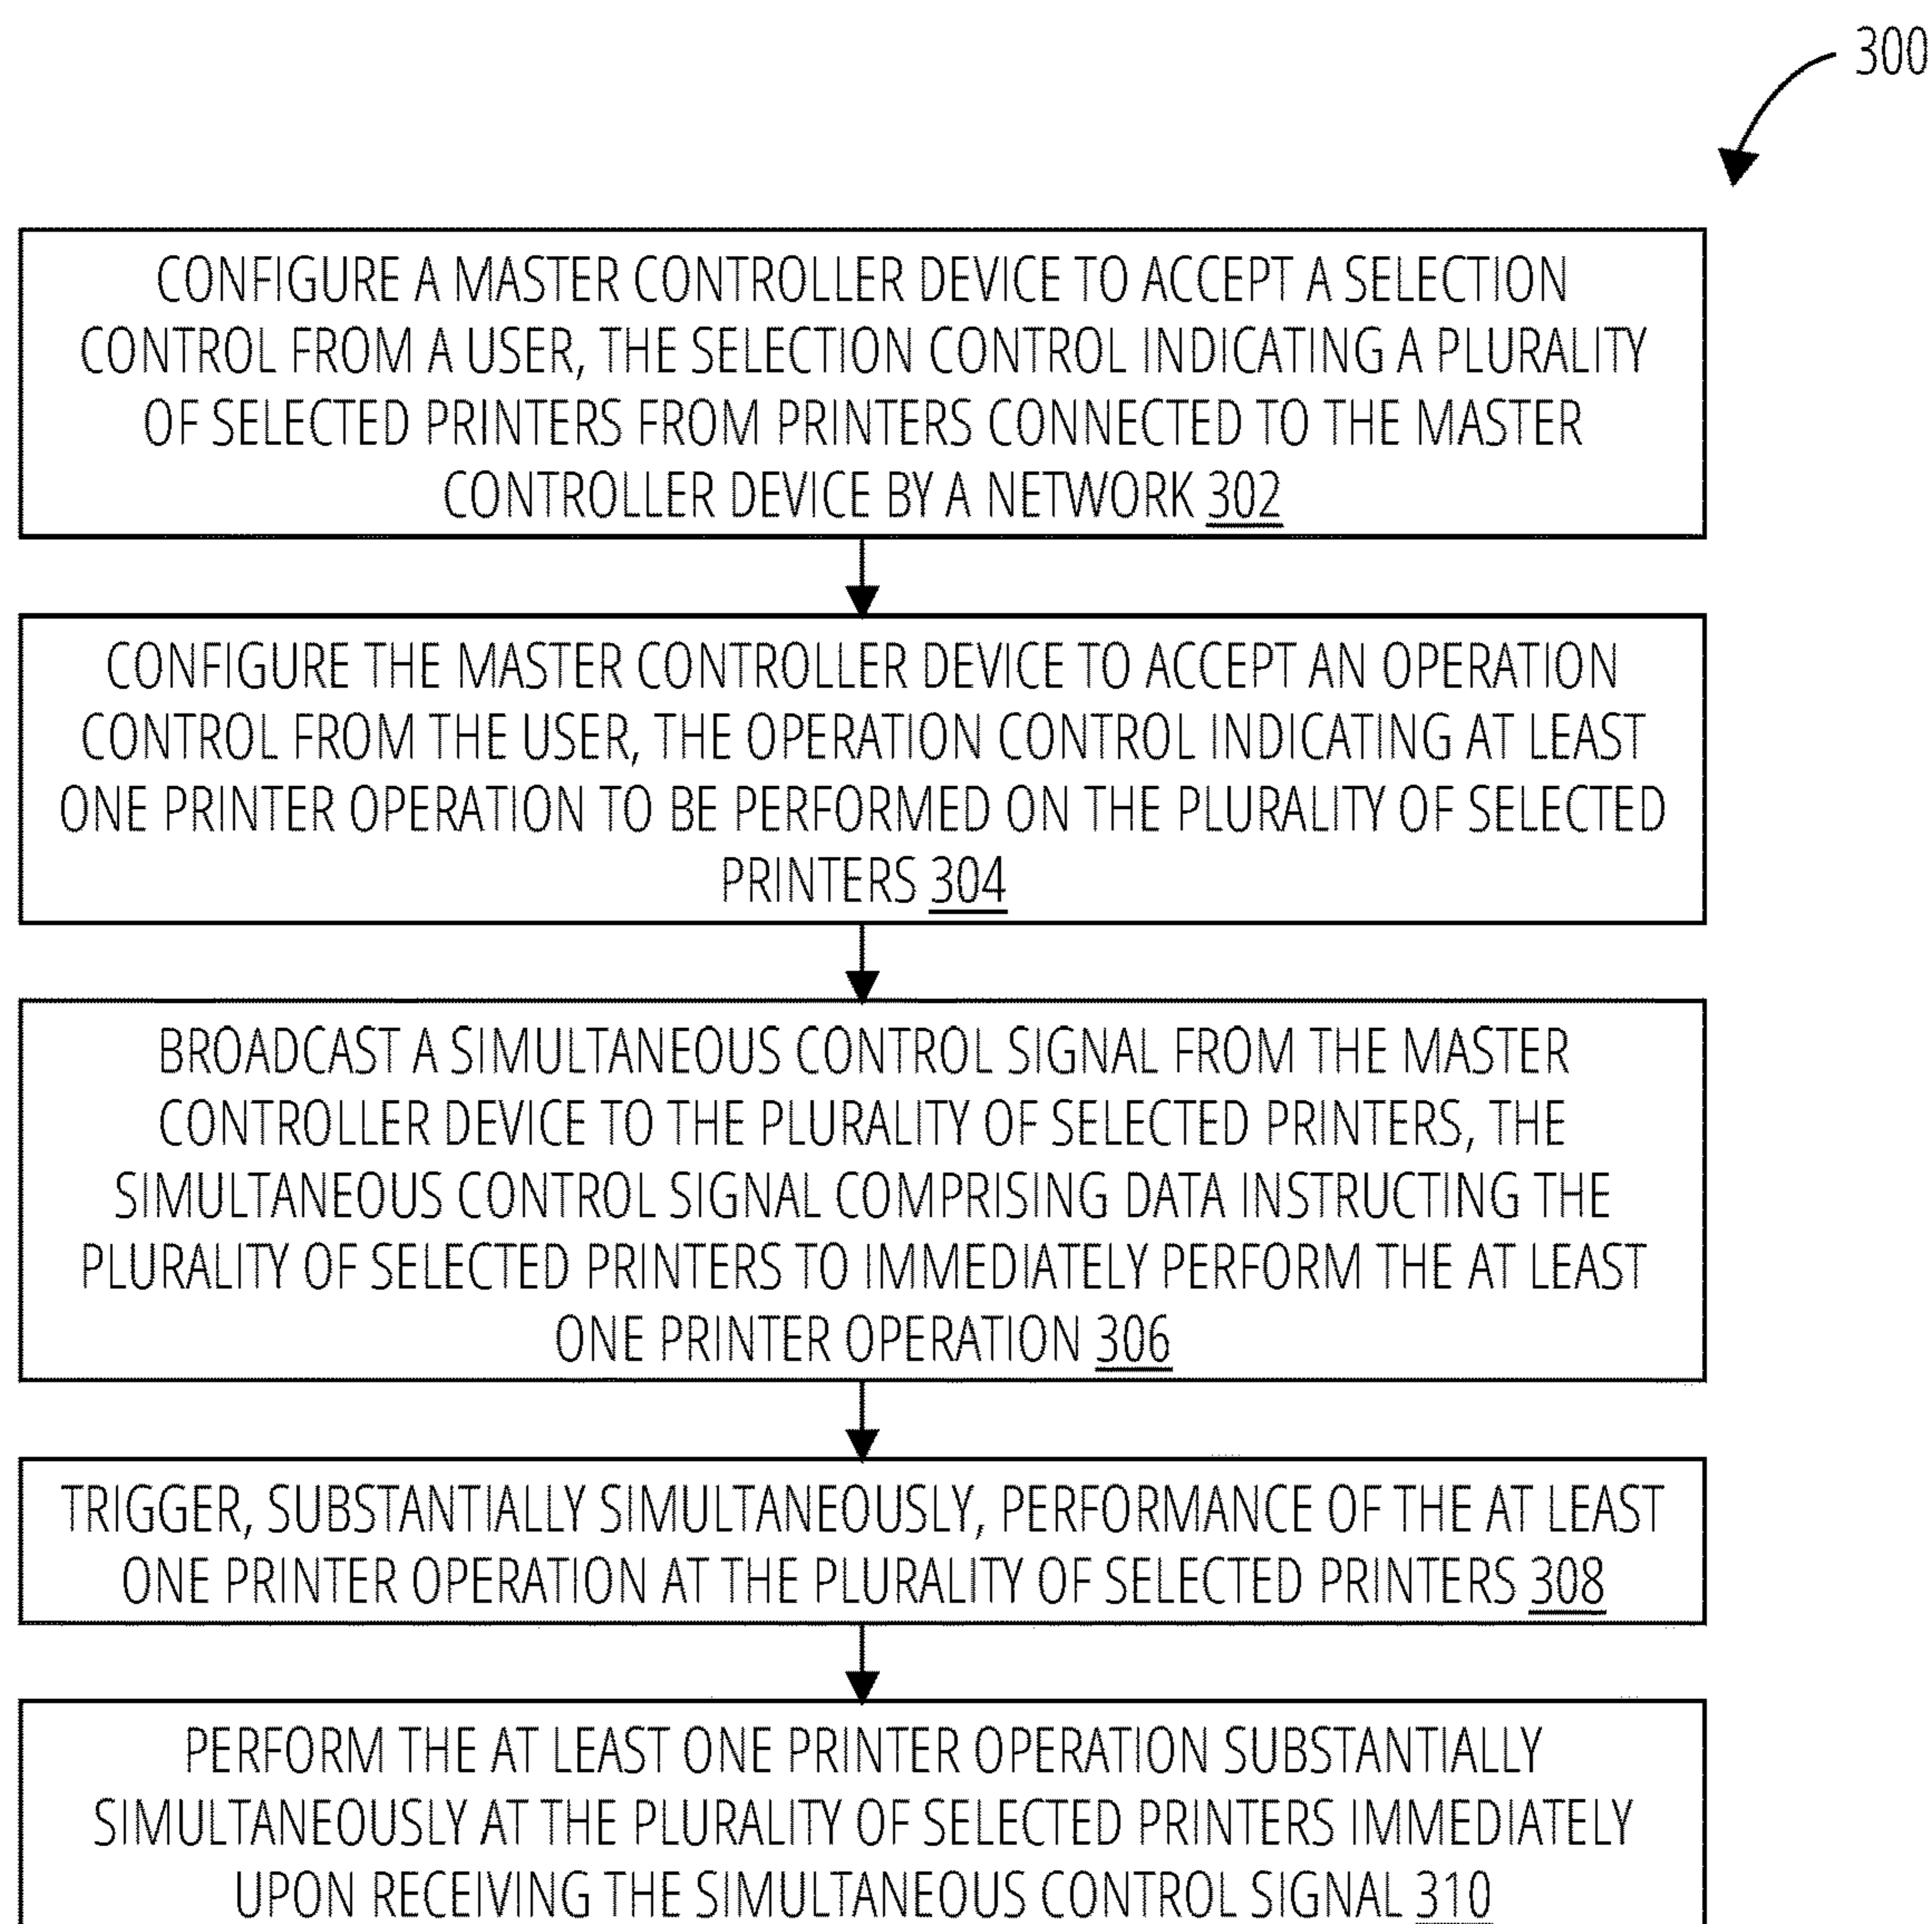 300
CONFIGURE A MASTER CONTROLLER DEVICE TO ACCEPT A SELECTION
CONTROL FROM A USER, THE SELECTION CONTROL INDICATING A PLURALITY
OF SELECTED PRINTERS FROM PRINTERS CONNECTED TO THE MASTER
CONTROLLER DEVICE BY A NETWORK 302
CONFIGURE THE MASTER CONTROLLER DEVICE TO ACCEPT AN OPERATION
CONTROL FROM THE USER, THE OPERATION CONTROL INDICATING AT LEAST
ONE PRINTER OPERATION TO BE PERFORMED ON THE PLURALITY OF SELECTED
PRINTERS 304
BROADCAST A SIMULTANEOUS CONTROL SIGNAL FROM THE MASTER
CONTROLLER DEVICE TO THE PLURALITY OF SELECTED PRINTERS, THE
SIMULTANEOUS CONTROL SIGNAL COMPRISING DATA INSTRUCTING THE
PLURALITY OF SELECTED PRINTERS TO IMMEDIATELY PERFORM THE AT LEAST
ONE PRINTER OPERATION 306
TRIGGER, SUBSTANTIALLY SIMULTANEOUSLY, PERFORMANCE OF THE AT LEAST
ONE PRINTER OPERATION AT THE PLURALITY OF SELECTED PRINTERS 308
PERFORM THE AT LEAST ONE PRINTER OPERATION SUBSTANTIALLY
SIMULTANEOUSLY AT THE PLURALITY OF SELECTED PRINTERS IMMEDIATELY
UPON RECEIVING THE SIMULTANEOUS CONTROL SIGNAL 310